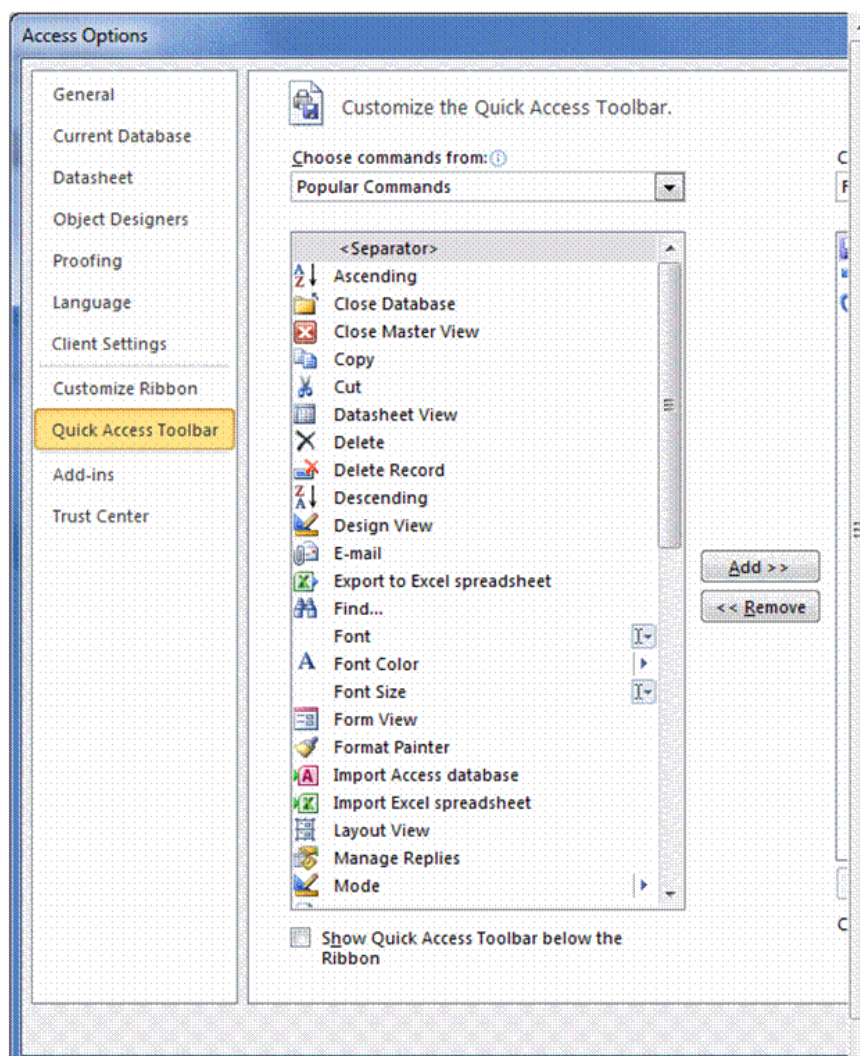 Access Options
General
Current Database
Datasheet
Object Designers
Proofing
Language
Client Settings
Customize Ribbon
Quick Access Toolbar
Add-ins
Trust Center
Customize the Quick Access Toolbar.
Choose commands from:
Popular Commands
<Separator>
Ascending
Close Database
Close Master View
Copy
Cut
Datasheet View
Delete
Delete Record
Descending
Design View
E-mail
Export to Excel spreadsheet
Find...
Font
Font Color
Font Size
Form View
Format Painter
Import Access database
Import Excel spreadsheet
Layout View
Manage Replies
Mode
Show Quick Access Toolbar below the
Ribbon
Add >>
<< Remove